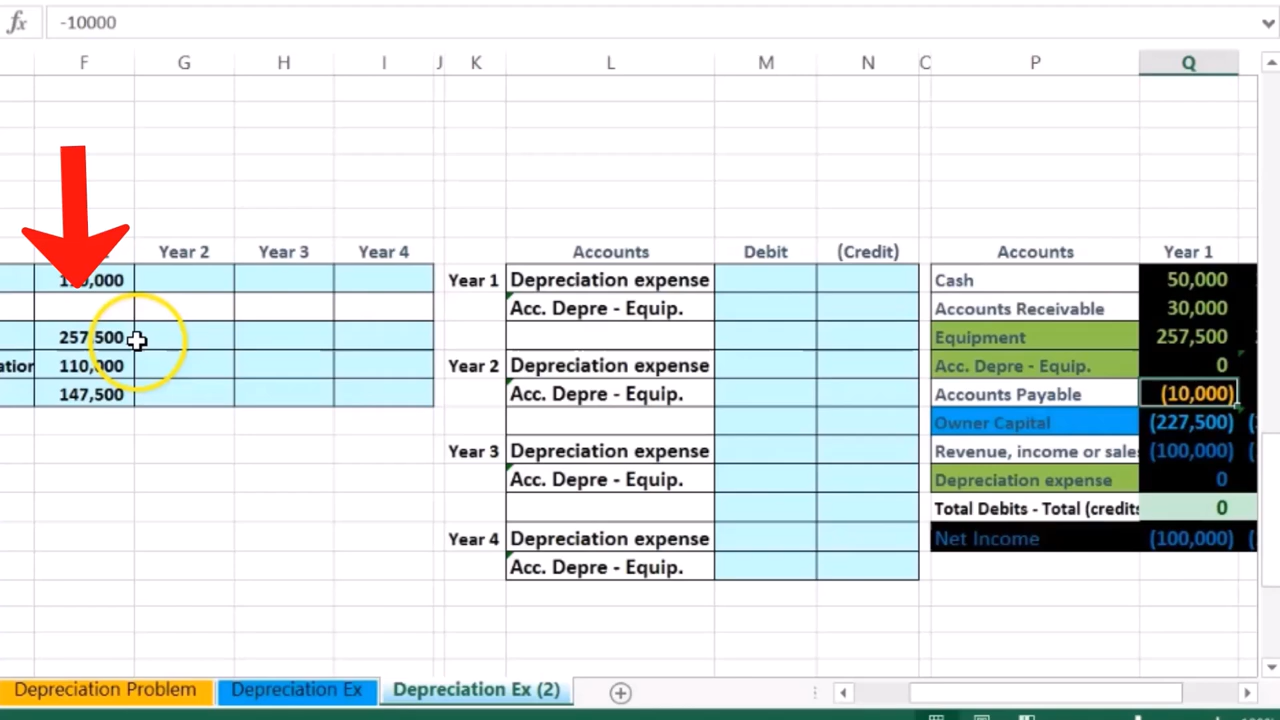 fx -10000
F G H I J K L M N C P Q
Year 2 Year 3 Year 4 Accounts Debit (Credit) Accounts Year 1
Year 1 Depreciation expense Cash 50,000
Acc. Depre - Equip. Accounts Receivable 30,000
257,500 Equipment 257,500
110,000 Year 2 Depreciation expense Acc. Depre - Equip. 0
147,500 Acc. Depre - Equip. Accounts Payable (10,000)
Owner Capital (227,500)
Year 3 Depreciation expense Revenue, income or sale (100,000)
Acc. Depre - Equip. Depreciation expense 0
Total Debits - Total (credits 0
Year 4 Depreciation expense Net Income (100,000)
Acc. Depre - Equip.
Depreciation Problem Depreciation Ex Depreciation Ex (2)